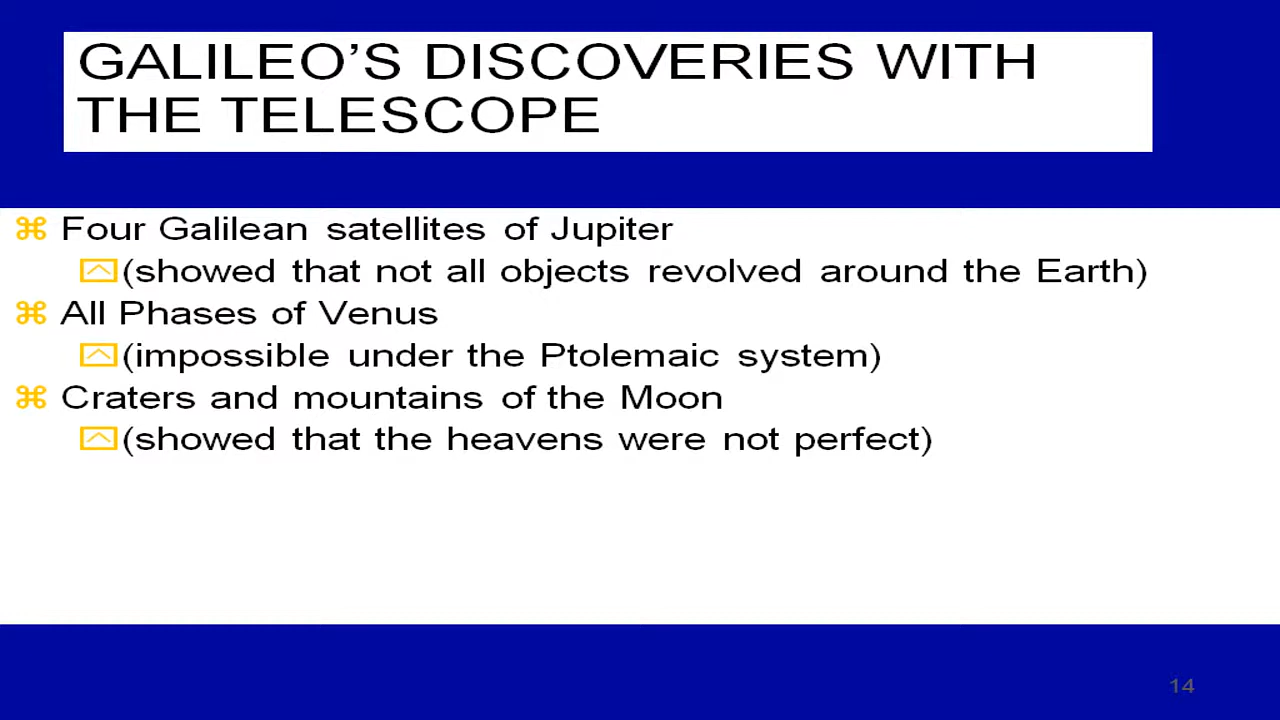 GALILEO’S DISCOVERIES WITH
THE TELESCOPE
⌘ Four Galilean satellites of Jupiter
(showed that not all objects revolved around the Earth)
⌘ All Phases of Venus
(impossible under the Ptolemaic system)
⌘ Craters and mountains of the Moon
(showed that the heavens were not perfect)
14